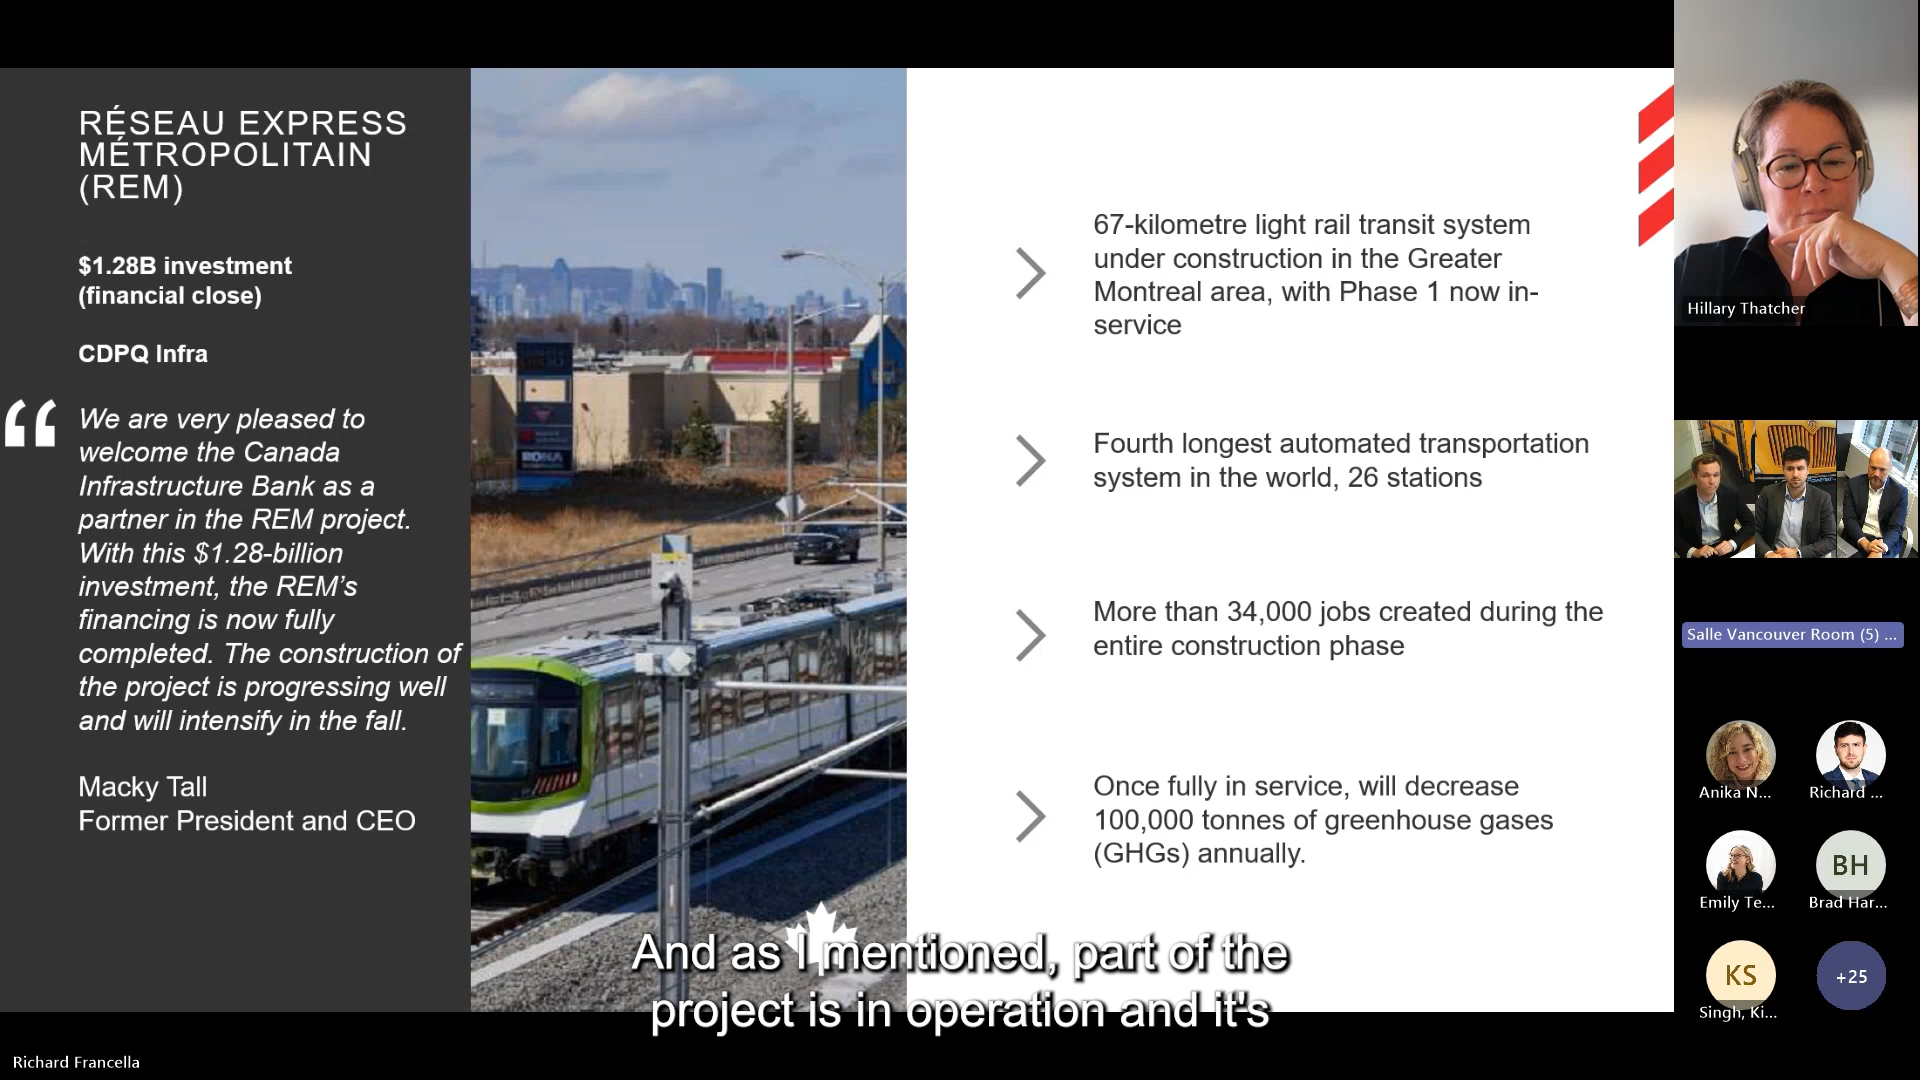 RÉSEAU EXPRESS
MÉTROPOLITAIN
(REM)
$1.28B investment
(financial close)
CDPQ Infra
“
We are very pleased to
welcome the Canada
Infrastructure Bank as a
partner in the REM project.
With this $1.28-billion
investment, the REM’s
financing is now fully
completed. The construction of
the project is progressing well
and will intensify in the fall.
Macky Tall
Former President and CEO
RONA
67-kilometre light rail transit system
under construction in the Greater
Montreal area, with Phase 1 now in-
service
Fourth longest automated transportation
system in the world, 26 stations
More than 34,000 jobs created during the
entire construction phase
Once fully in service, will decrease
100,000 tonnes of greenhouse gases
(GHGs) annually.
And as I mentioned, part of the
project is in operation and it's
Richard Francella
Hillary Thatcher
Salle Vancouver Room (5) ...
Anika N...
Richard ...
Emily Te...
BH
Brad Har...
KS
Singh, Ki...
+25